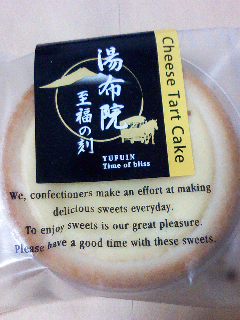 Cheese Tart Cake
湯布院
至福の刻
YUFUIN
Time of bliss
We, confectioners make an effort at making
delicious sweets everyday.
To enjoy sweets is our great pleasure.
Please have a good time with these sweets.